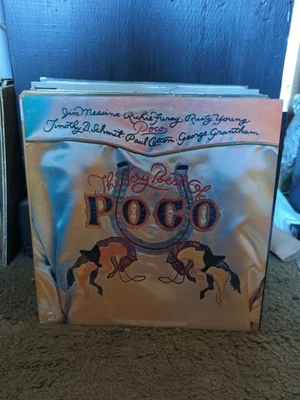 Jim Messina · Richie Furay · Rusty Young
Poco
Timothy B. Schmit · Paul Cotton · George Grantham
The Very Best Of
POCO